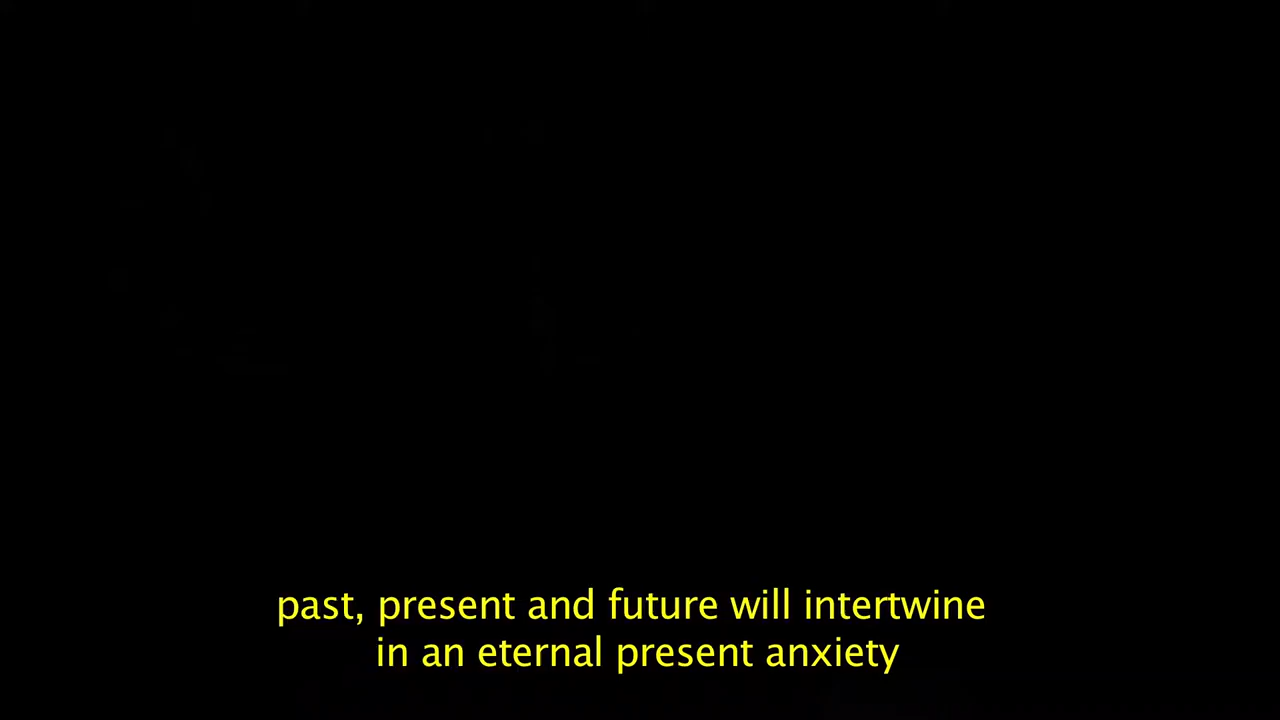 past, present and future will intertwine
in an eternal present anxiety